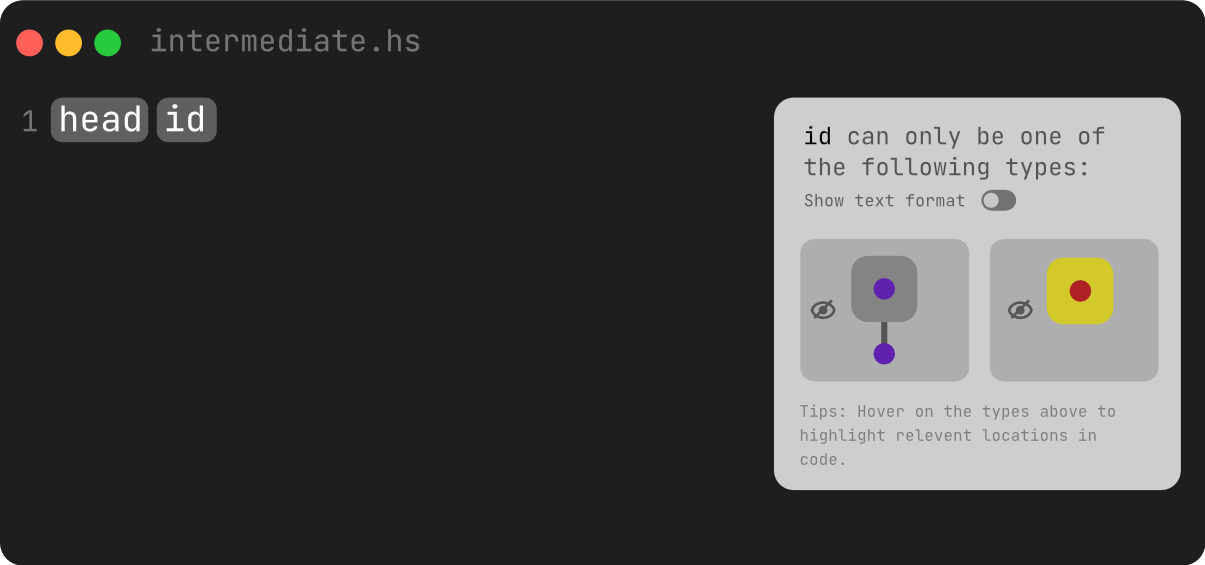 intermediate.hs
1 head id
id can only be one of
the following types:
Show text format
Tips: Hover on the types above to
highlight relevent locations in
code.